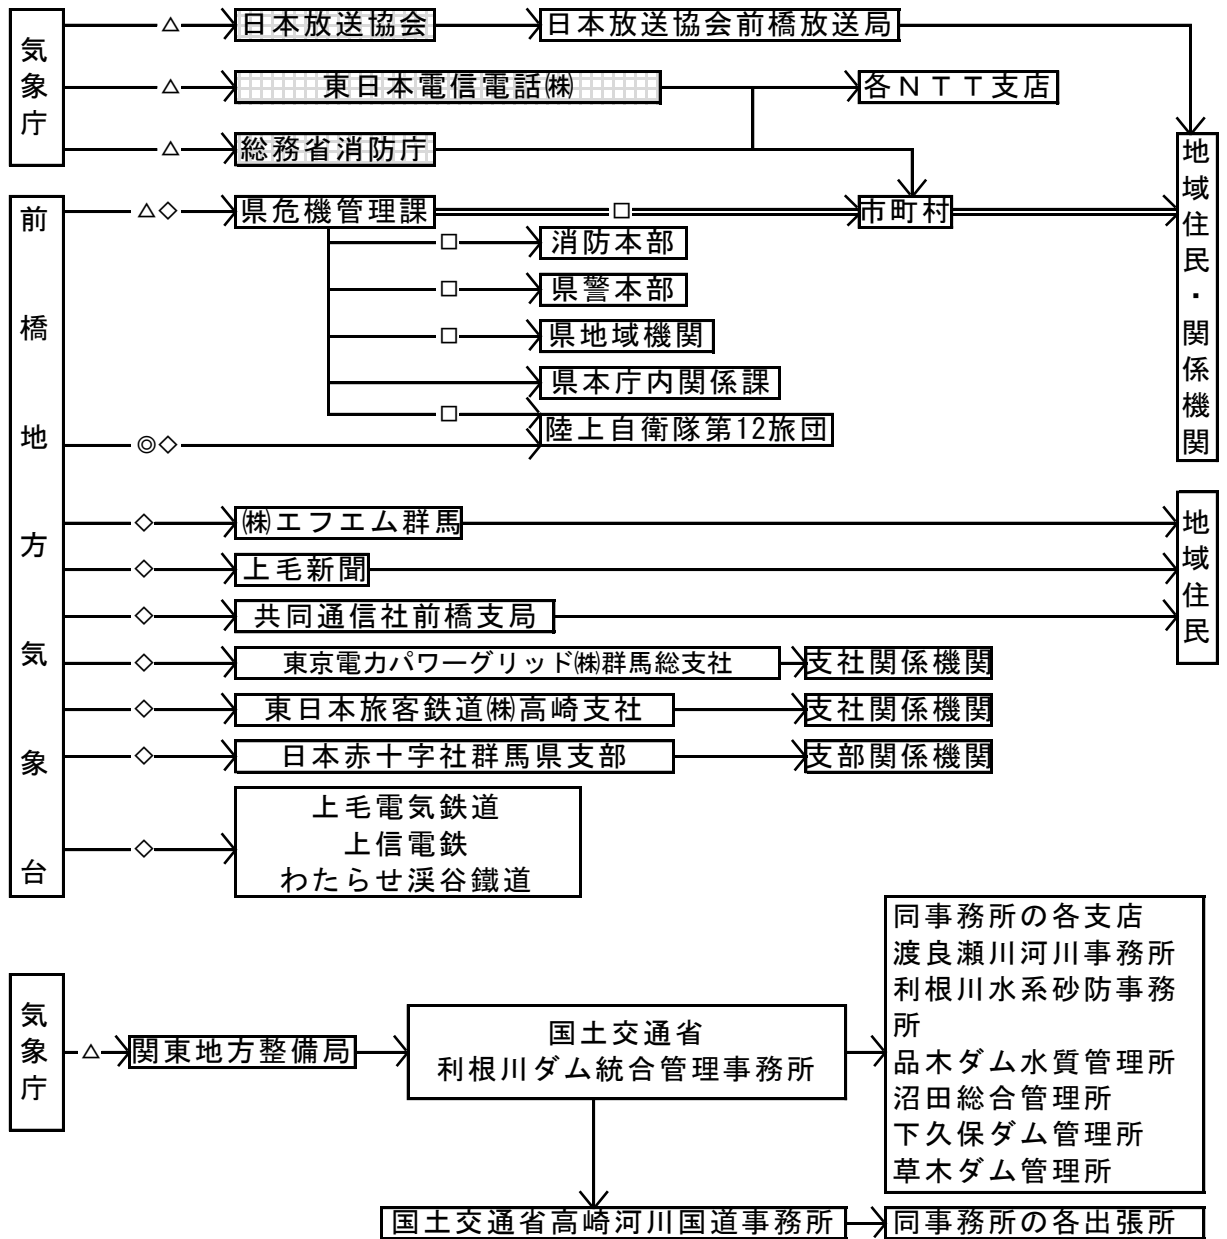 気象庁
△
日本放送協会
日本放送協会前橋放送局
△
東日本電信電話㈱
各ＮＴＴ支店
△
総務省消防庁
地域住民・関係機関
前橋地方気象台
△◇
県危機管理課
□
市町村
□
消防本部
□
県警本部
□
県地域機関
県本庁内関係課
□
陸上自衛隊第12旅団
◎◇
◇
㈱エフエム群馬
地域住民
◇
上毛新聞
◇
共同通信社前橋支局
◇
東京電力パワーグリッド㈱群馬総支社
支社関係機関
◇
東日本旅客鉄道㈱高崎支社
支社関係機関
◇
日本赤十字社群馬県支部
支部関係機関
◇
上毛電気鉄道
上信電鉄
わたらせ渓谷鐵道
気象庁
△
関東地方整備局
国土交通省
利根川ダム統合管理事務所
同事務所の各支店
渡良瀬川河川事務所
利根川水系砂防事務
所
品木ダム水質管理所
沼田総合管理所
下久保ダム管理所
草木ダム管理所
国土交通省高崎河川国道事務所
同事務所の各出張所